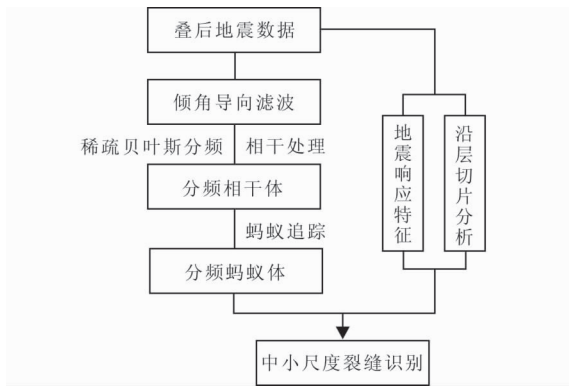 叠后地震数据
倾角导向滤波
稀疏贝叶斯分频
相干处理
分频相干体
蚂蚁追踪
分频蚂蚁体
地震响应特征
沿层切片分析
中小尺度裂缝识别